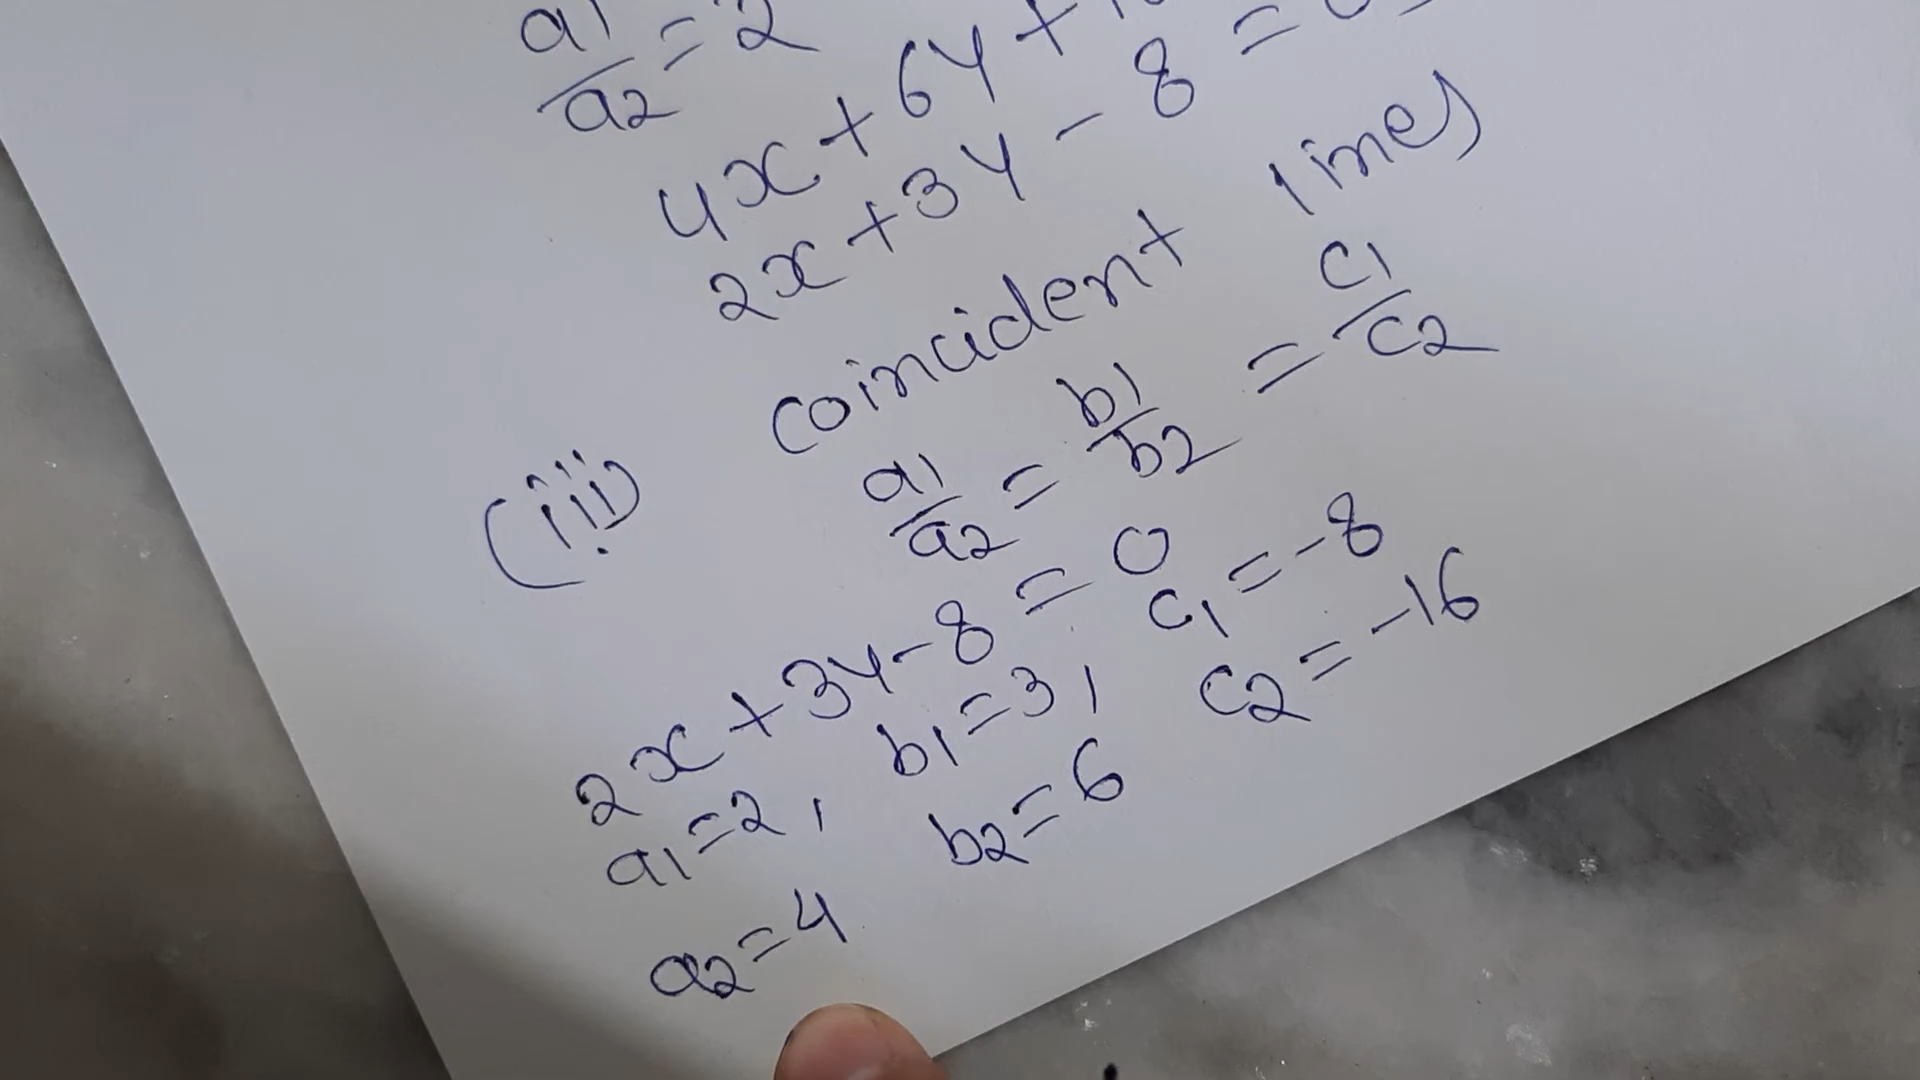 a1/a2 = 2
4x + 6y +
2x + 3y - 8 =
(iii) coincident lines
a1/a2 = b1/b2 = c1/c2
2x + 3y - 8 = 0
a1 = 2, b1 = 3, c1 = -8
a2 = 4 b2 = 6 c2 = -16